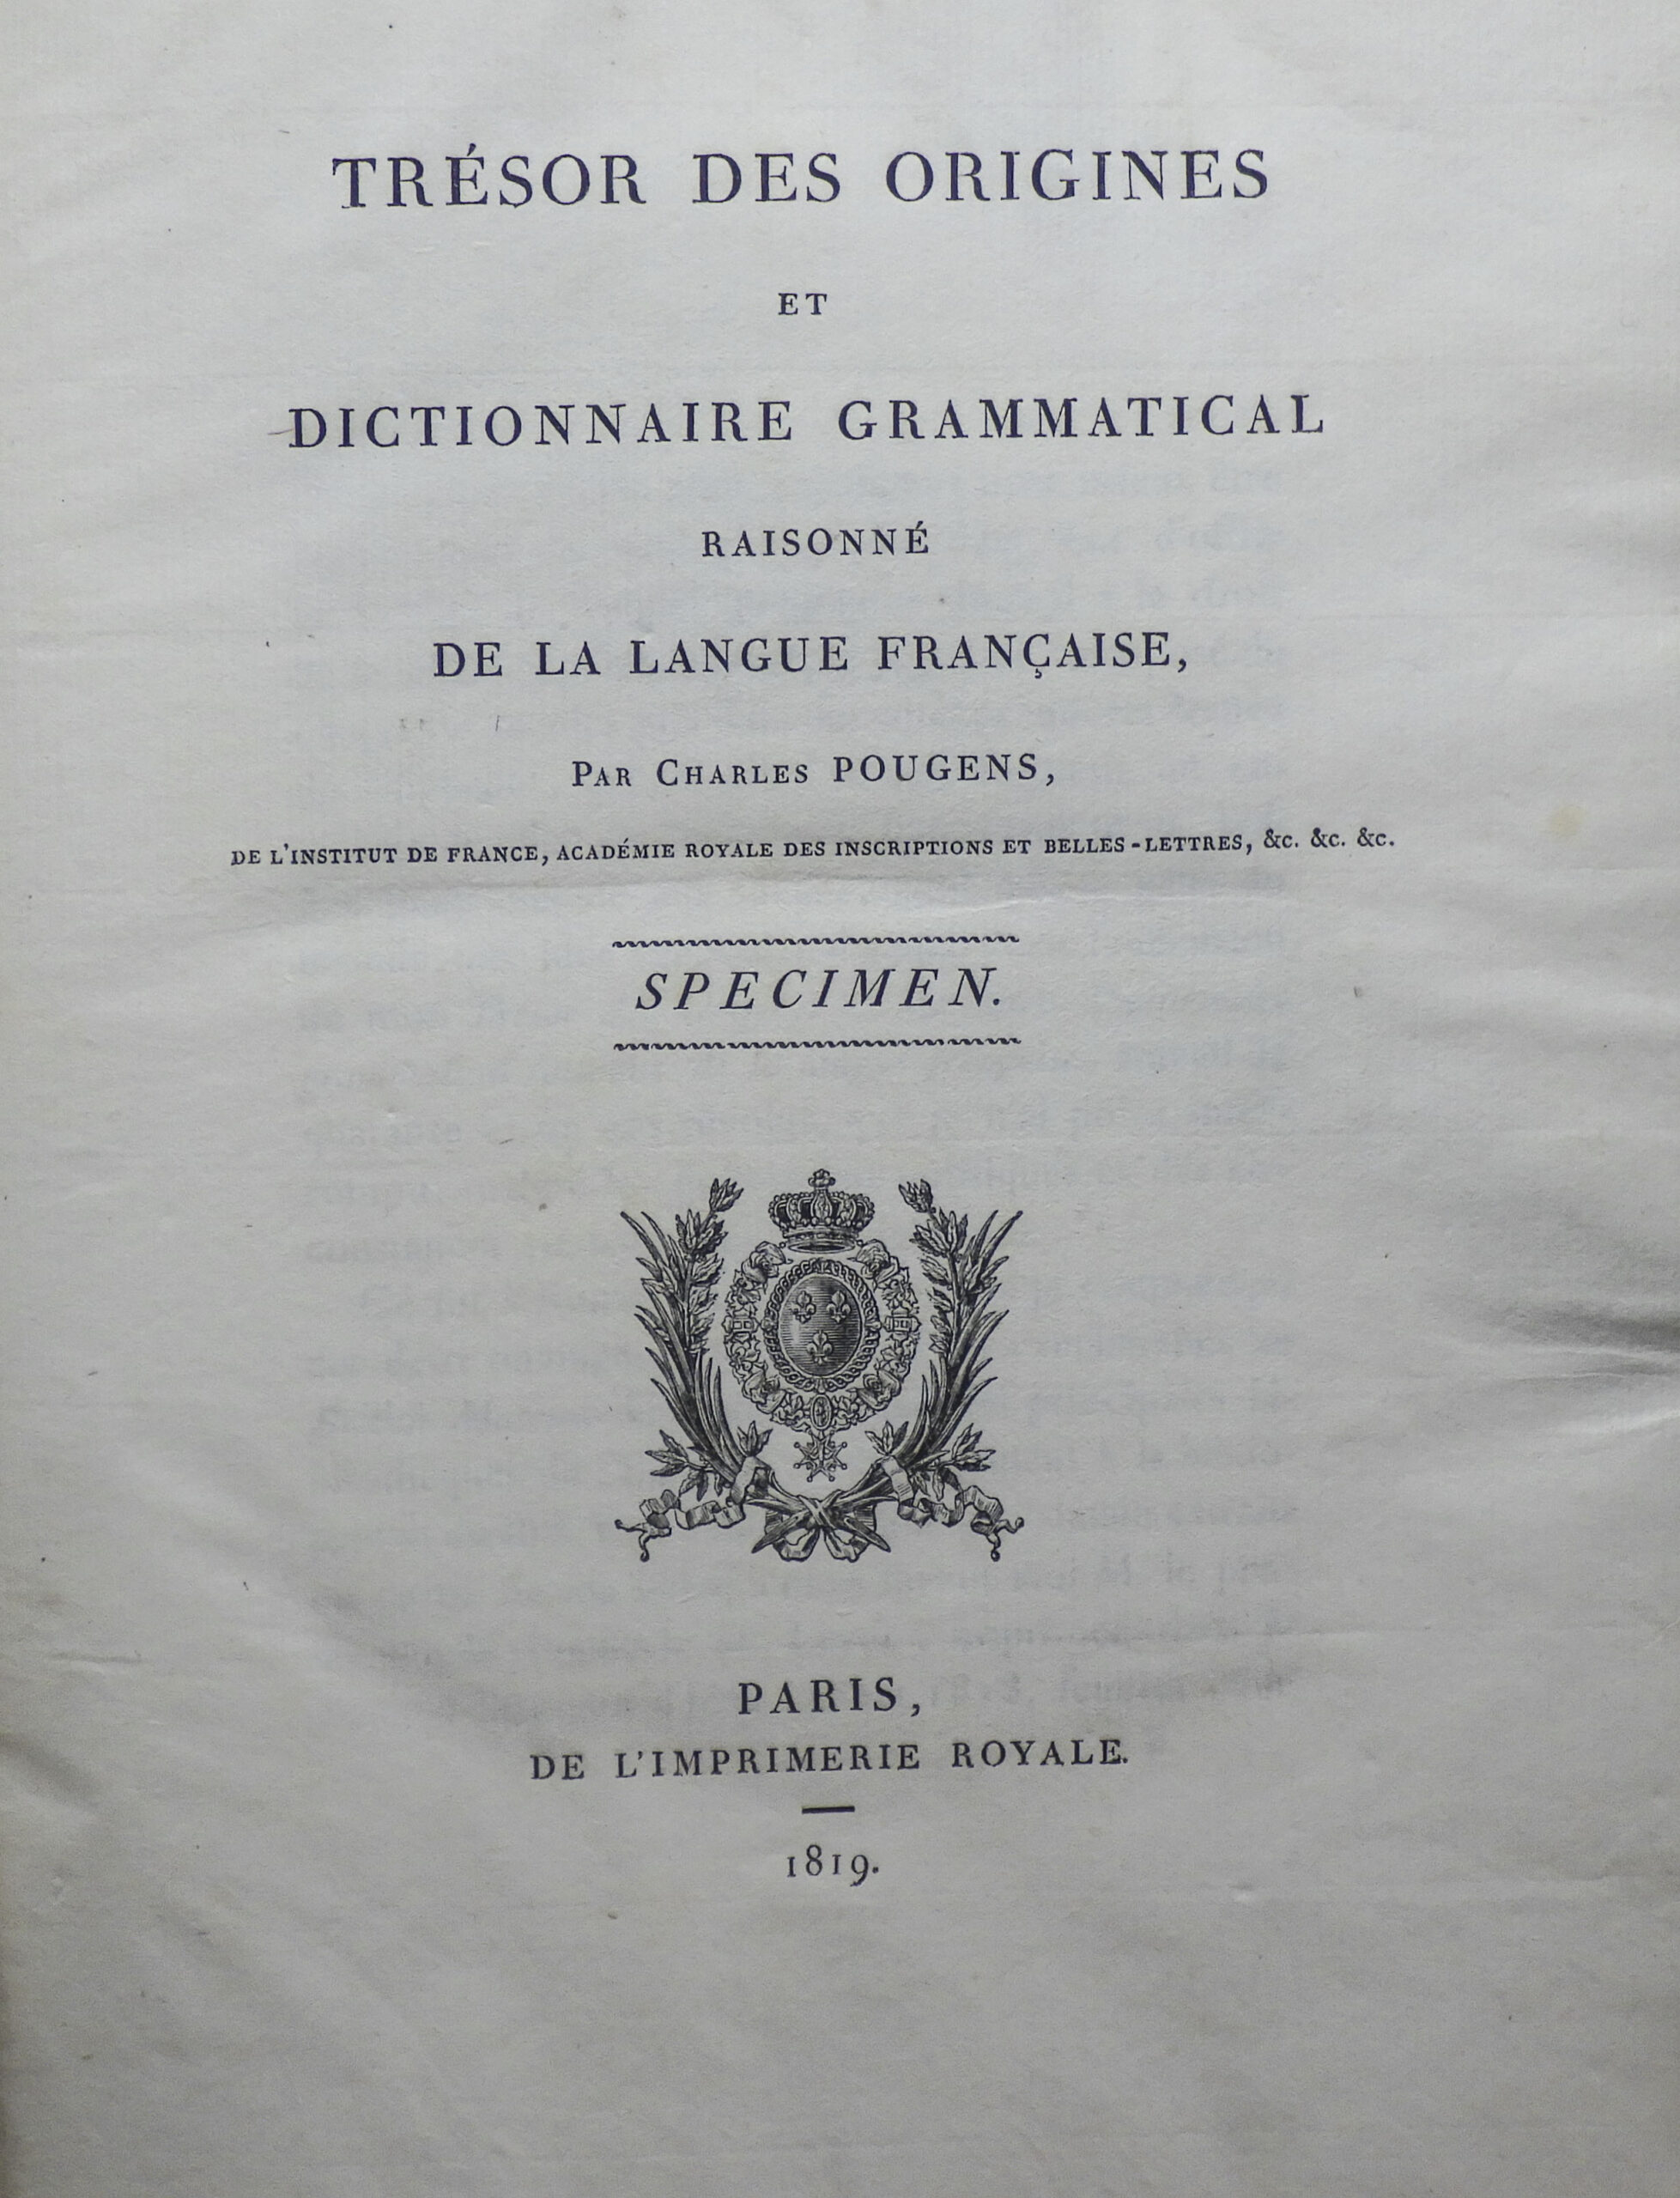 TRÉSOR DES ORIGINES
ET
DICTIONNAIRE GRAMMATICAL
RAISONNÉ
DE LA LANGUE FRANÇAISE,
PAR CHARLES POUGENS,
DE L'INSTITUT DE FRANCE, ACADÉMIE ROYALE DES INSCRIPTIONS ET BELLES-LETTRES, &c. &c. &c.
SPECIMEN.
PARIS,
DE L'IMPRIMERIE ROYALE.
1819.